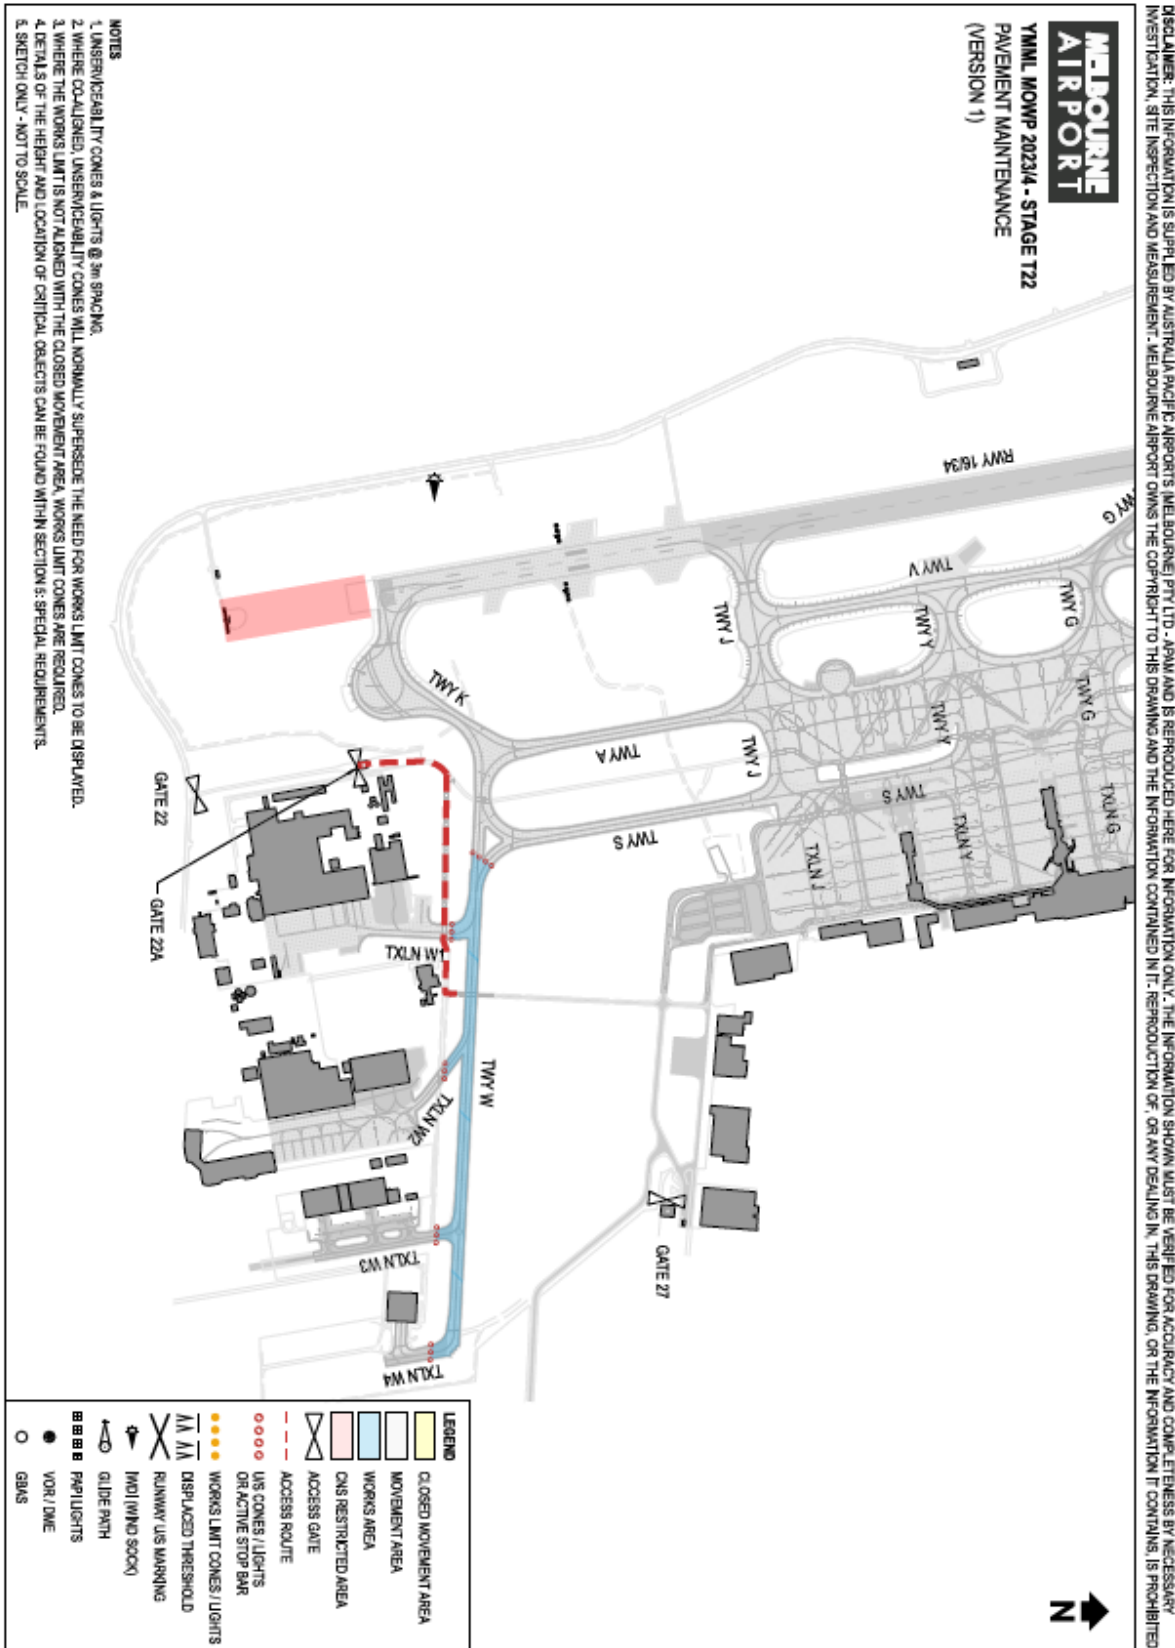 DISCLAIMER: THIS INFORMATION IS SUPPLIED BY AUSTRALIA PACIFIC AIRPORTS (MELBOURNE) PTY. LTD - APAM AND IS REPRODUCED HERE FOR INFORMATION ONLY. THE INFORMATION SHOWN MUST BE VERIFIED FOR ACCURACY AND COMPLETENESS BY NECESSARY
INVESTIGATION, SITE INSPECTION AND MEASUREMENT. MELBOURNE AIRPORT OWNS THE COPYRIGHT TO THIS DRAWING AND THE INFORMATION CONTAINED IN IT. REPRODUCTION OF, OR ANY DEALING IN, THIS DRAWING, OR THE INFORMATION IT CONTAINS, IS PROHIBITED
MELBOURNE
AIRPORT
YMML MOWP 2023/4 - STAGE T22
PAVEMENT MAINTENANCE
(VERSION 1)
N
RWY 16/34
TWY G
TWY V
TWY G
TWY J
TWY Y
TWY G
TWY K
TWY A
TWY J
TWY Y
TXLN G
TWY S
TWY S
TXLN Y
TXLN J
GATE 22
GATE 22A
TXLN W1
TWY W
TXLN W2
TXLN W3
TXLN W4
GATE 27
NOTES
1. UNSERVICEABILITY CONES & LIGHTS @ 3m SPACING.
2. WHERE CO-ALIGNED, UNSERVICEABILITY CONES WILL NORMALLY SUPERSEDE THE NEED FOR WORKS LIMIT CONES TO BE DISPLAYED.
3. WHERE THE WORKS LIMIT IS NOT ALIGNED WITH THE CLOSED MOVEMENT AREA, WORKS LIMIT CONES ARE REQUIRED.
4. DETAILS OF THE HEIGHT AND LOCATION OF CRITICAL OBJECTS CAN BE FOUND WITHIN SECTION 5: SPECIAL REQUIREMENTS.
5. SKETCH ONLY - NOT TO SCALE.
LEGEND
CLOSED MOVEMENT AREA
MOVEMENT AREA
WORKS AREA
CNS RESTRICTED AREA
ACCESS GATE
ACCESS ROUTE
U/S CONES / LIGHTS
OR ACTIVE STOP BAR
WORKS LIMIT CONES / LIGHTS
DISPLACED THRESHOLD
RUNWAY U/S MARKING
IWDI (WIND SOCK)
GLIDE PATH
PAPI LIGHTS
VOR / DME
GBAS